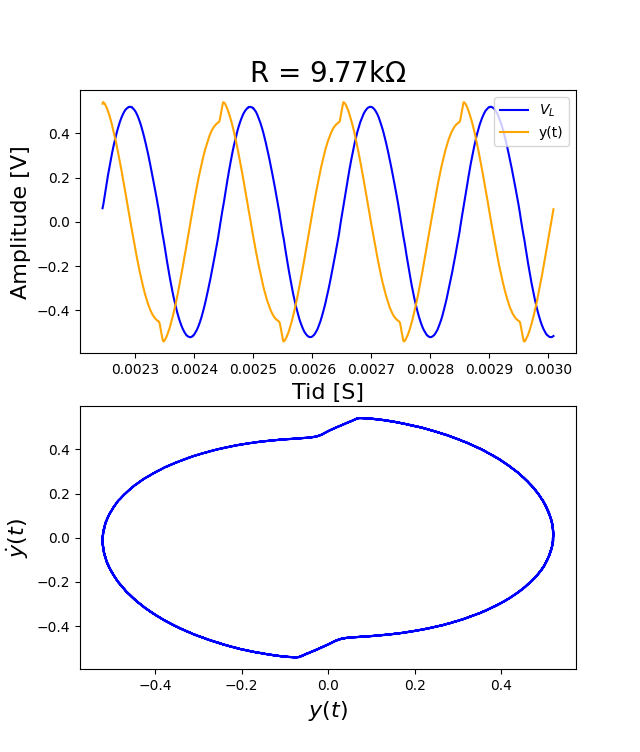 R = 9.77kΩ
Amplitude [V]
0.4
0.2
0.0
−0.2
−0.4
V_L
y(t)
0.0023 0.0024 0.0025 0.0026 0.0027 0.0028 0.0029 0.0030
Tid [S]
ẏ(t)
0.4
0.2
0.0
−0.2
−0.4
−0.4 −0.2 0.0 0.2 0.4
y(t)